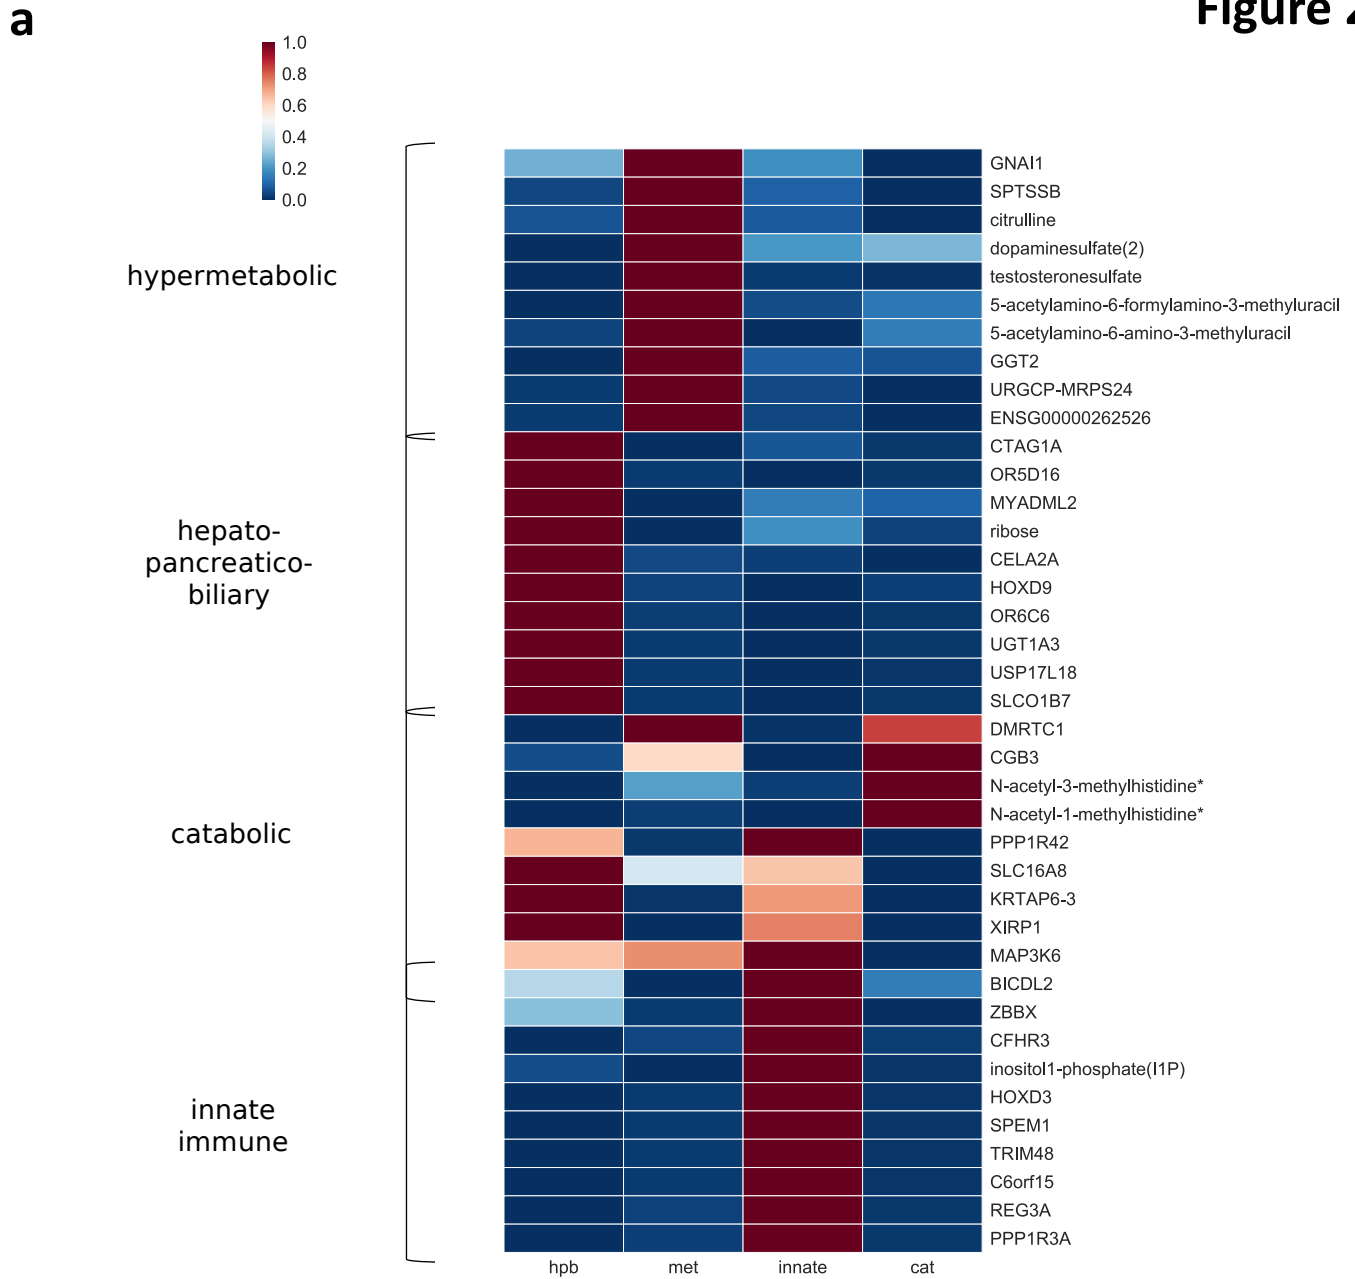 a
Figure 2
1.0
0.8
0.6
0.4
0.2
0.0
hypermetabolic
hepato-
pancreatico-
biliary
catabolic
innate
immune
GNAI1
SPTSSB
citrulline
dopaminesulfate(2)
testosteronesulfate
5-acetylamino-6-formylamino-3-methyluracil
5-acetylamino-6-amino-3-methyluracil
GGT2
URGCP-MRPS24
ENSG00000262526
CTAG1A
OR5D16
MYADML2
ribose
CELA2A
HOXD9
OR6C6
UGT1A3
USP17L18
SLCO1B7
DMRTC1
CGB3
N-acetyl-3-methylhistidine*
N-acetyl-1-methylhistidine*
PPP1R42
SLC16A8
KRTAP6-3
XIRP1
MAP3K6
BICDL2
ZBBX
CFHR3
inositol1-phosphate(I1P)
HOXD3
SPEM1
TRIM48
C6orf15
REG3A
PPP1R3A
hpb met innate cat